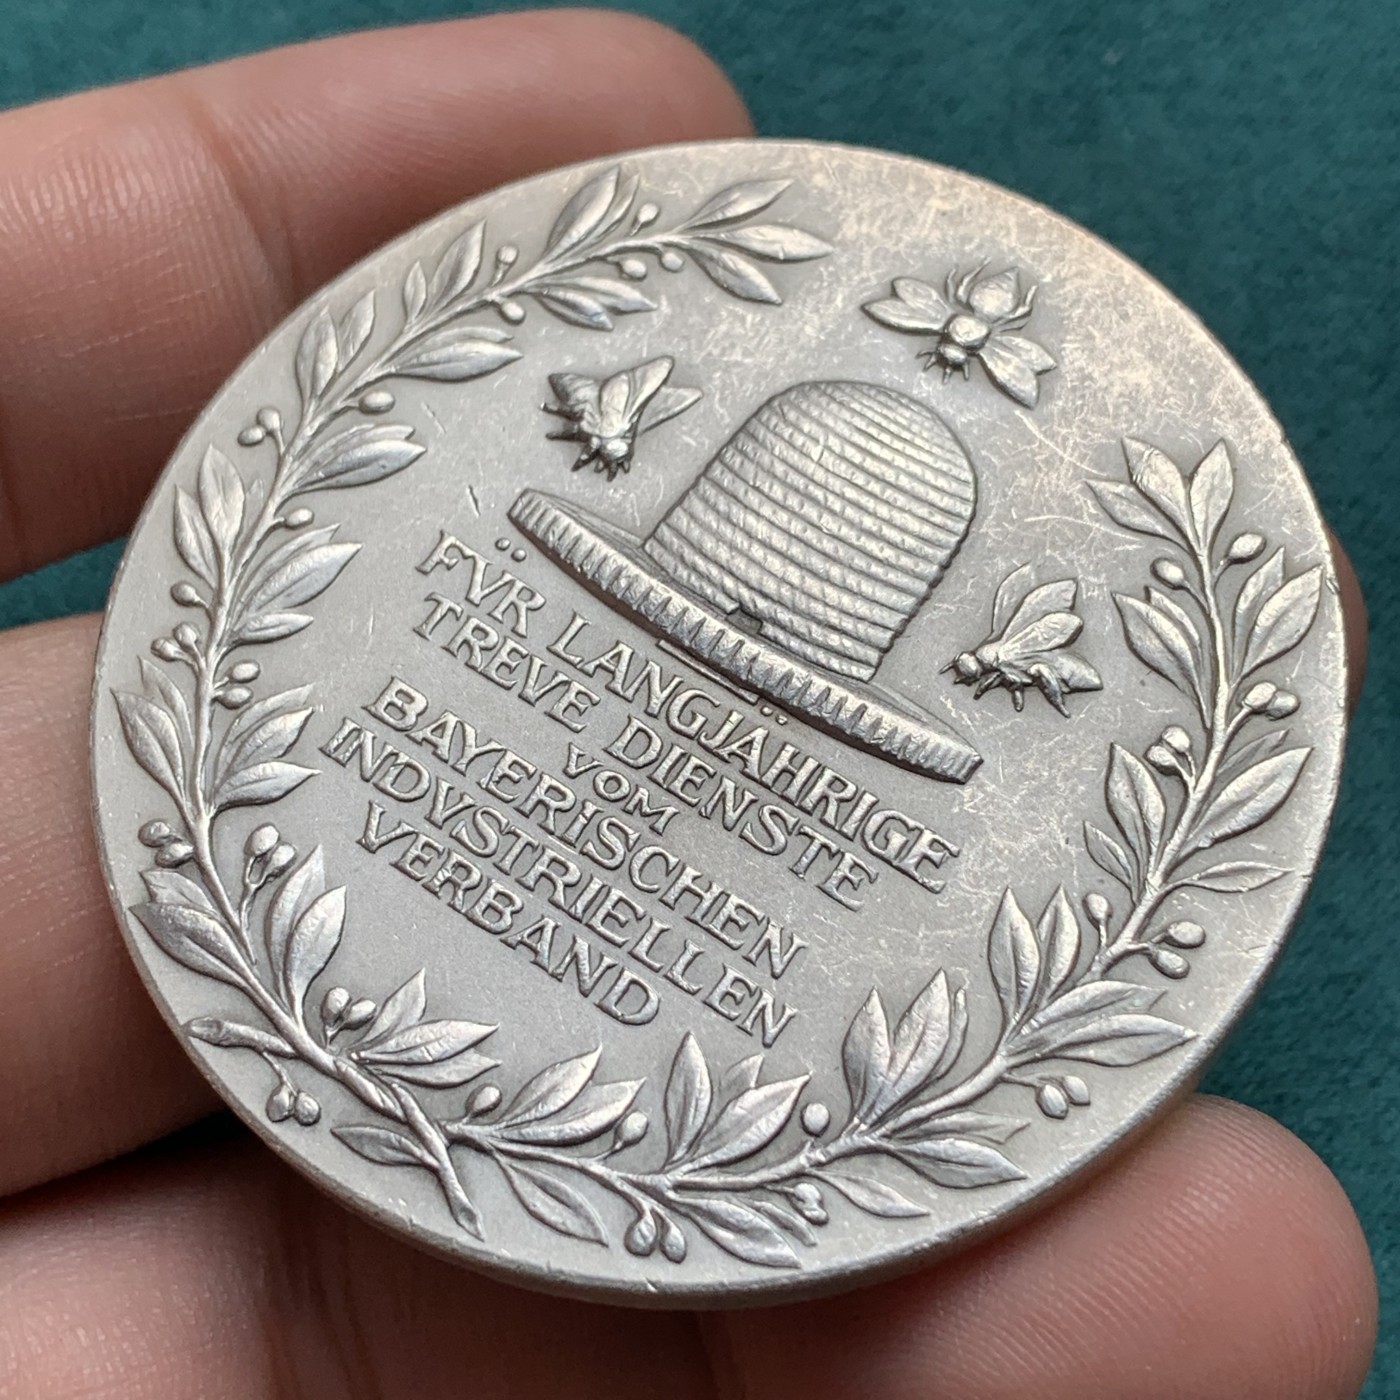 FVR LANGJÄHRIGE
TREVE DIENSTE
VOM
BAYERISCHEN
INDVSTRIELLEN
VERBAND